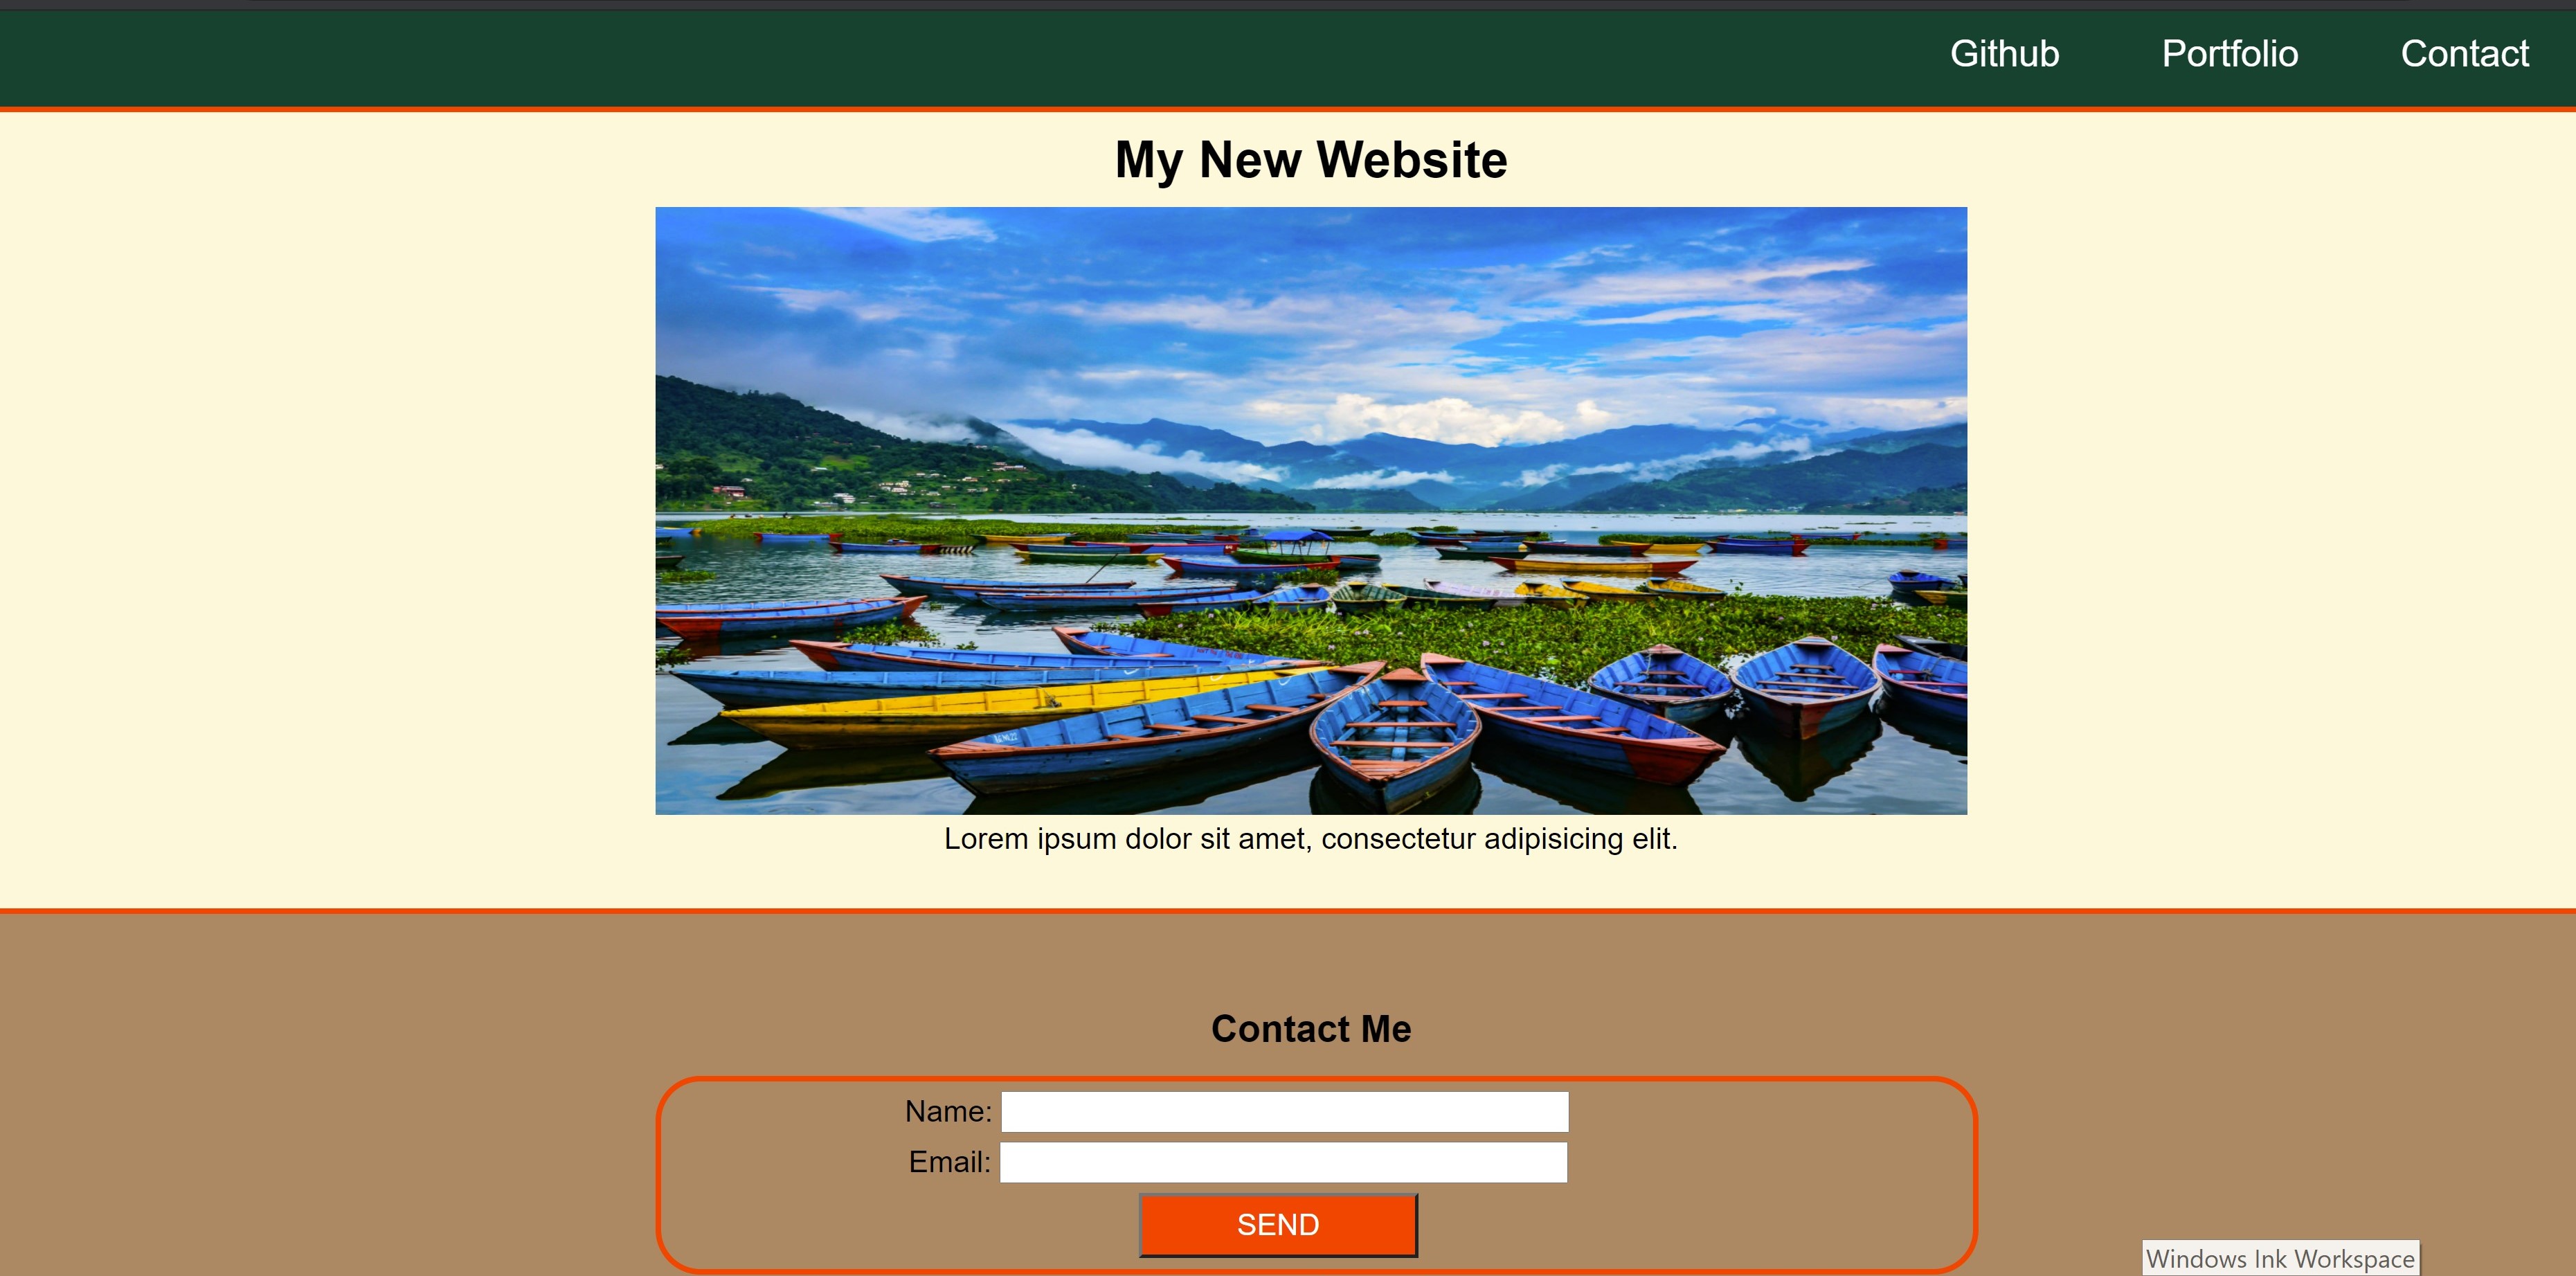 Github Portfolio Contact
My New Website
Lorem ipsum dolor sit amet, consectetur adipisicing elit.
Contact Me
Name:
Email:
SEND
Windows Ink Workspace